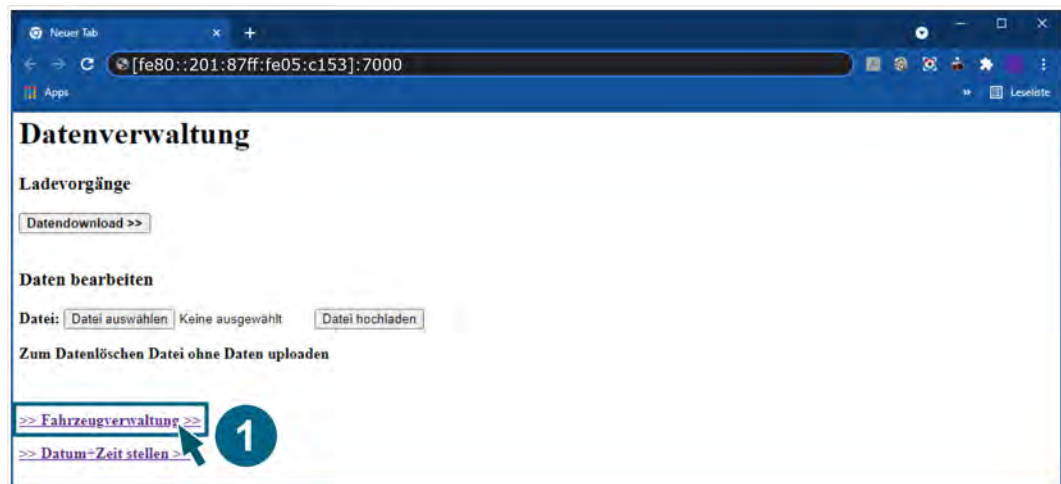 Neuer Tab
[fe80::201:87ff:fe05:c153]:7000
Apps
Leseliste
Datenverwaltung
Ladevorgänge
Datendownload >>
Daten bearbeiten
Datei: Datei auswählen Keine ausgewählt Datei hochladen
Zum Datenlöschen Datei ohne Daten uploaden
>> Fahrzeugverwaltung >>
1
>> Datum+Zeit stellen >